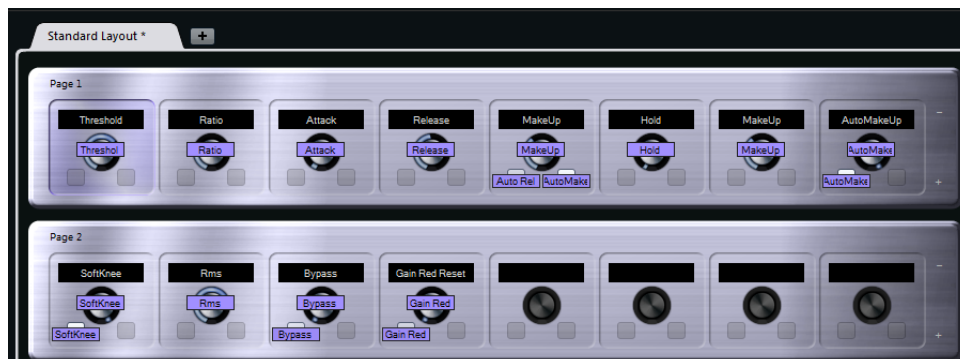 Standard Layout * +
Page 1
Threshold Ratio Attack Release MakeUp Hold MakeUp AutoMakeUp
Threshol Ratio Attack Release MakeUp Hold MakeUp AutoMake
Auto Rel AutoMake AutoMake
Page 2
SoftKnee Rms Bypass Gain Red Reset
SoftKnee Rms Bypass Gain Red
SoftKnee Bypass Gain Red